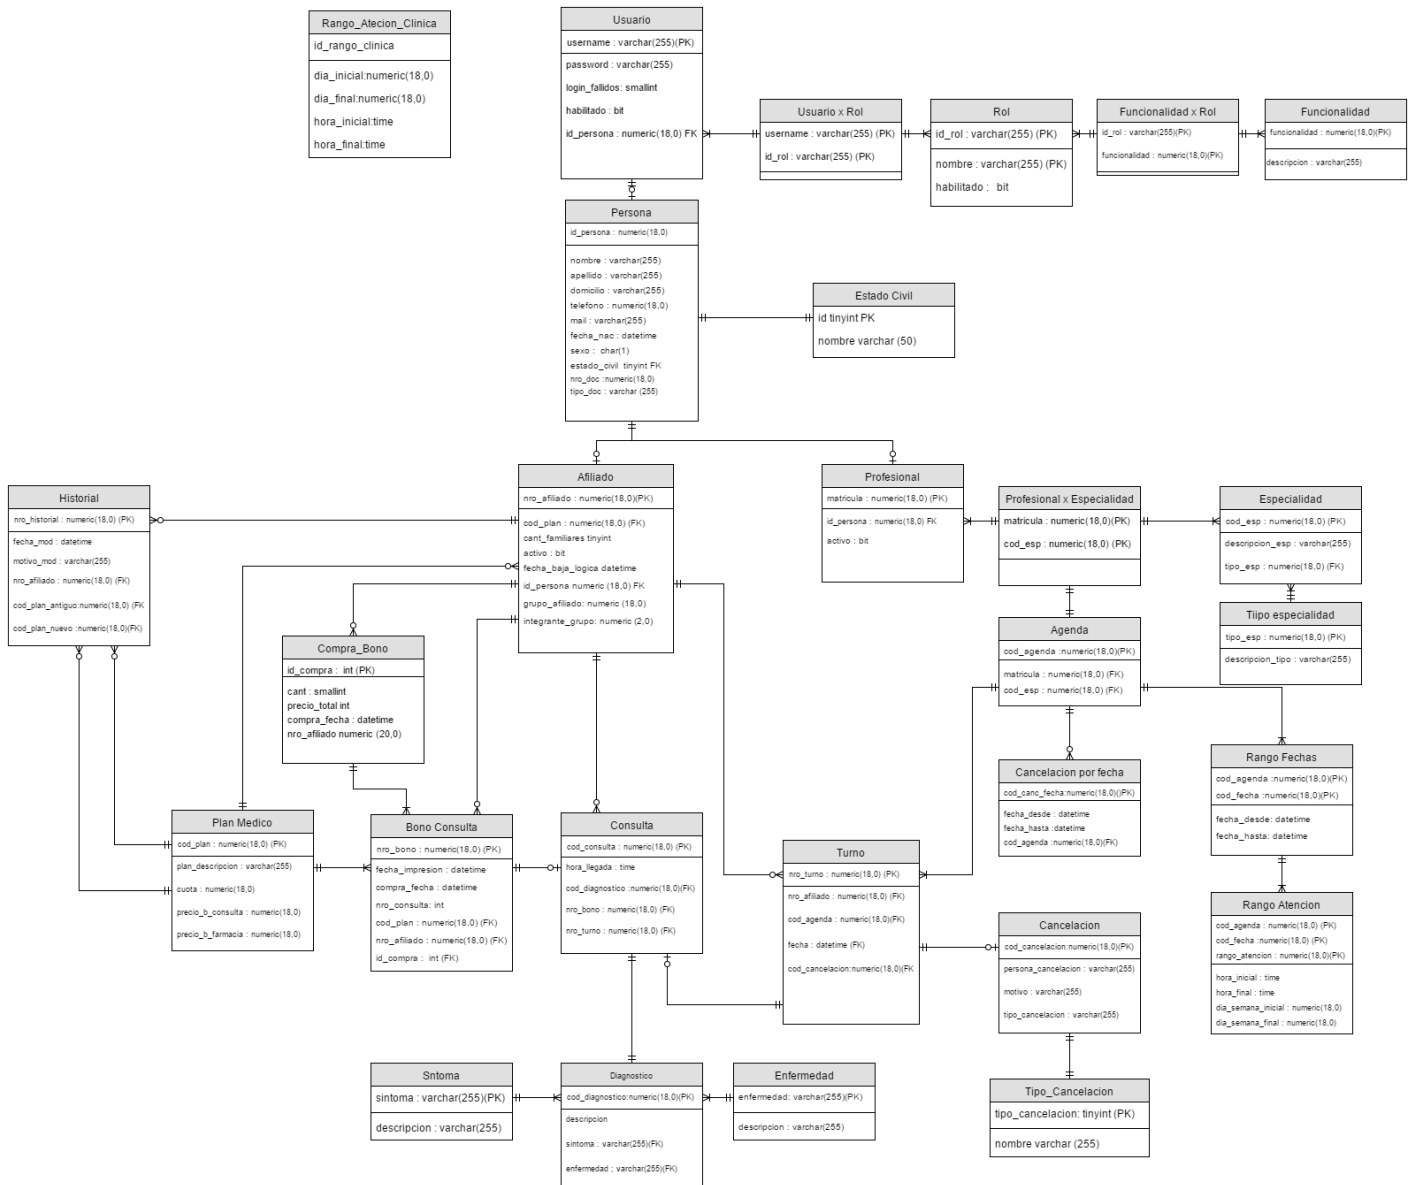 Rango_Atecion_Clinica
id_rango_clinica
dia_inicial:numeric(18,0)
dia_final:numeric(18,0)
hora_inicial:time
hora_final:time
Usuario
username : varchar(255)(PK)
password : varchar(255)
login_fallidos: smallint
habilitado : bit
id_persona : numeric(18,0) FK
Usuario x Rol
username : varchar(255) (PK)
id_rol : varchar(255) (PK)
Rol
id_rol : varchar(255) (PK)
nombre : varchar(255) (PK)
habilitado : bit
Funcionalidad x Rol
id_rol : varchar(255)(PK)
funcionalidad : numeric(18,0)(PK)
Funcionalidad
funcionalidad : numeric(18,0)(PK)
descripcion : varchar(255)
Persona
id_persona : numeric(18,0)
nombre : varchar(255)
apellido : varchar(255)
domicilio : varchar(255)
telefono : numeric(18,0)
mail : varchar(255)
fecha_nac : datetime
sexo : char(1)
estado_civil tinyint FK
nro_doc :numeric(18,0)
tipo_doc : varchar (255)
Estado Civil
id tinyint PK
nombre varchar (50)
Historial
nro_historial : numeric(18,0) (PK)
fecha_mod : datetime
motivo_mod : varchar(255)
nro_afiliado : numeric(18,0) (FK)
cod_plan_antiguo:numeric(18,0) (FK
cod_plan_nuevo :numeric(18,0)(FK)
Afiliado
nro_afiliado : numeric(18,0)(PK)
cod_plan : numeric(18,0) (FK)
cant_familiares tinyint
activo : bit
fecha_baja_logica datetime
id_persona numeric (18,0) FK
grupo_afiliado: numeric (18,0)
integrante_grupo: numeric (2,0)
Profesional
matricula : numeric(18,0) (PK)
id_persona : numeric(18,0) FK
activo : bit
Profesional x Especialidad
matricula : numeric(18,0)(PK)
cod_esp : numeric(18,0) (PK)
Especialidad
cod_esp : numeric(18,0) (PK)
descripcion_esp : varchar(255)
tipo_esp : numeric(18,0) (FK)
Tiipo especialidad
tipo_esp : numeric(18,0) (PK)
descripcion_tipo : varchar(255)
Compra_Bono
id_compra : int (PK)
cant : smallint
precio_total int
compra_fecha : datetime
nro_afiliado numeric (20,0)
Agenda
cod_agenda :numeric(18,0)(PK)
matricula : numeric(18,0) (FK)
cod_esp : numeric(18,0) (FK)
Cancelacion por fecha
cod_canc_fecha:numeric(18,0)(PK)
fecha_desde : datetime
fecha_hasta :datetime
cod_agenda :numeric(18,0)(FK)
Rango Fechas
cod_agenda :numeric(18,0)(PK)
cod_fecha :numeric(18,0) (PK)
fecha_desde: datetime
fecha_hasta: datetime
Plan Medico
cod_plan : numeric(18,0) (PK)
plan_descripcion : varchar(255)
cuota : numeric(18,0)
precio_b_consulta : numeric(18,0)
precio_b_farmacia : numeric(18,0)
Bono Consulta
nro_bono : numeric(18,0) (PK)
fecha_impresion : datetime
compra_fecha : datetime
nro_consulta: int
cod_plan : numeric(18,0) (FK)
nro_afiliado : numeric(18,0) (FK)
id_compra : int (FK)
Consulta
cod_consulta : numeric(18,0) (PK)
hora_llegada : time
cod_diagnostico :numeric(18,0)(FK)
nro_bono : numeric(18,0) (FK)
nro_turno : numeric(18,0) (FK)
Turno
nro_turno : numeric(18,0) (PK)
nro_afiliado : numeric(18,0) (FK)
cod_agenda : numeric(18,0)(FK)
fecha : datetime (FK)
cod_cancelacion:numeric(18,0)(FK
Cancelacion
cod_cancelacion:numeric(18,0)(PK)
persona_cancelacion : varchar(255)
motivo : varchar(255)
tipo_cancelacion : varchar(255)
Rango Atencion
cod_agenda : numeric(18,0) (PK)
cod_fecha :numeric(18,0) (PK)
rango_atencion : numeric(18,0)(PK)
hora_inicial : time
hora_final : time
dia_semana_inicial : numeric(18,0)
dia_semana_final : numeric(18,0)
Sntoma
sintoma : varchar(255)(PK)
descripcion : varchar(255)
Diagnostico
cod_diagnostico:numeric(18,0)(PK)
descripcion
sintoma : varchar(255)(FK)
enfermedad ; varchar(255)(FK)
Enfermedad
enfermedad: varchar(255)(PK)
descripcion : varchar(255)
Tipo_Cancelacion
tipo_cancelacion: tinyint (PK)
nombre varchar (255)